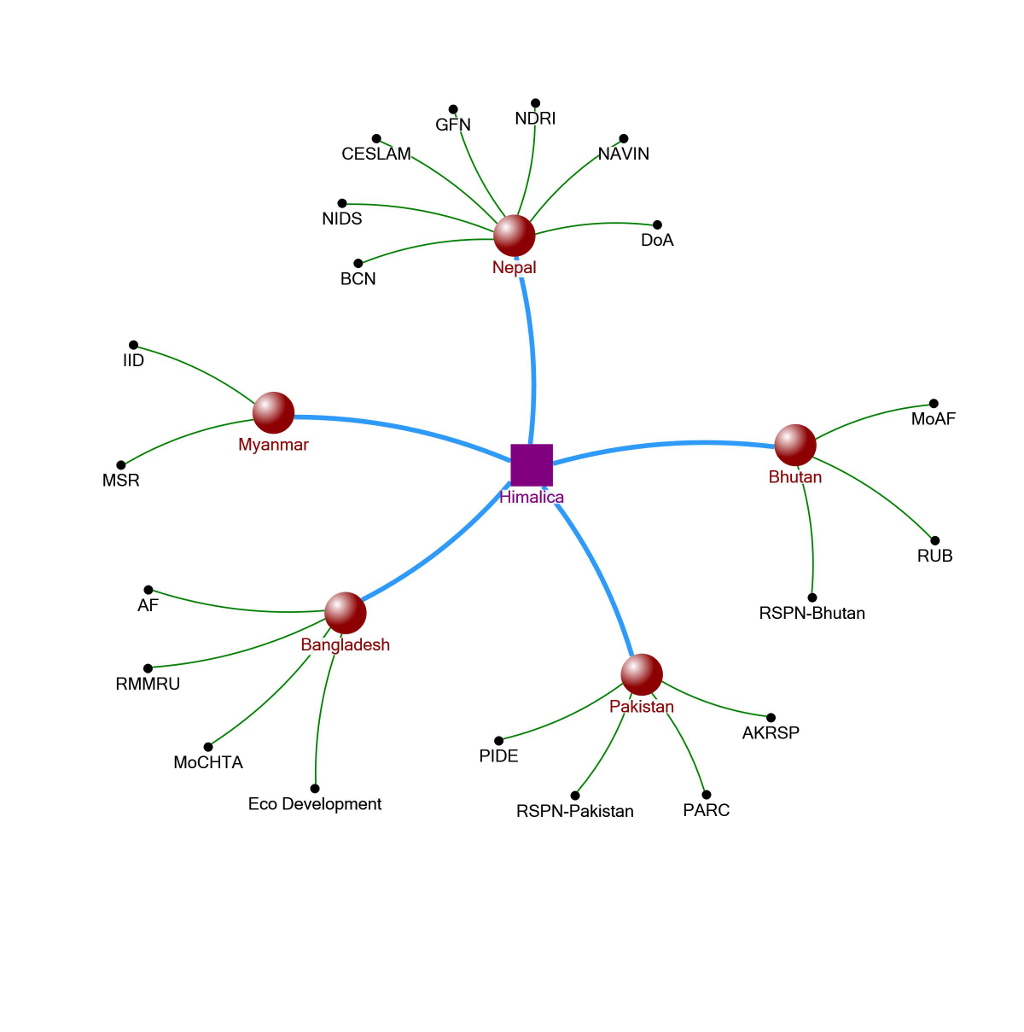 NDRI
GFN
CESLAM
NAVIN
NIDS
DoA
Nepal
BCN
IID
MoAF
Myanmar
Bhutan
MSR
Himalica
RUB
AF
RSPN-Bhutan
Bangladesh
RMMRU
Pakistan
AKRSP
PIDE
MoCHTA
Eco Development
RSPN-Pakistan
PARC